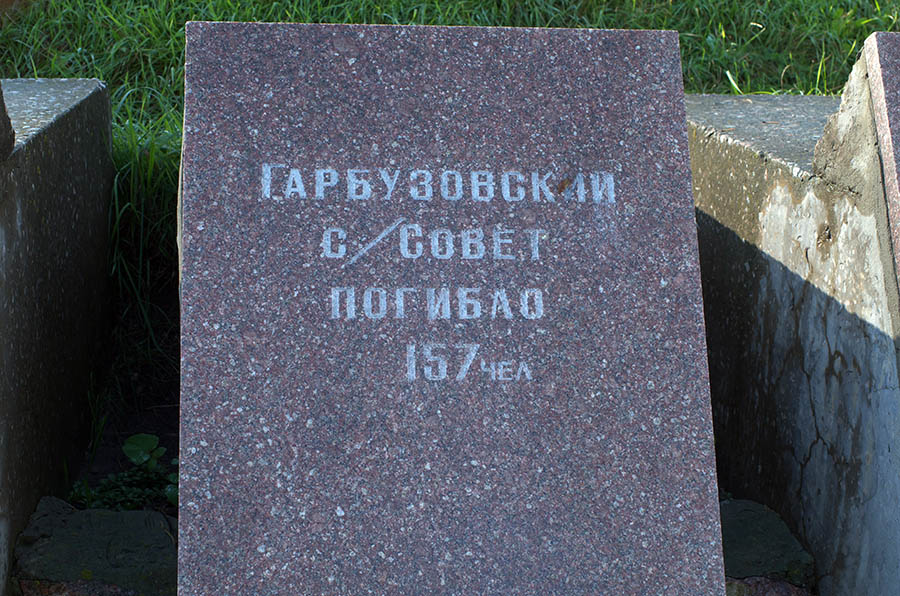 Гарбузовский
с/Совет
погибло
157 чел